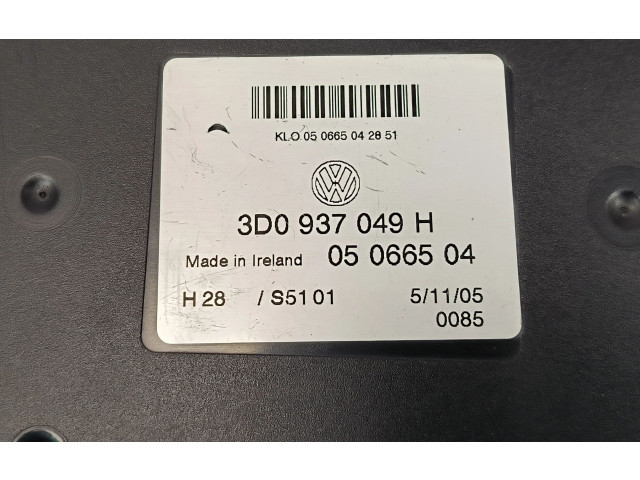 KLO 05 0665 04 28 51
VW
3D0 937 049 H
Made in Ireland 05 0665 04
H 28 / S51 01 5/11/05
0085